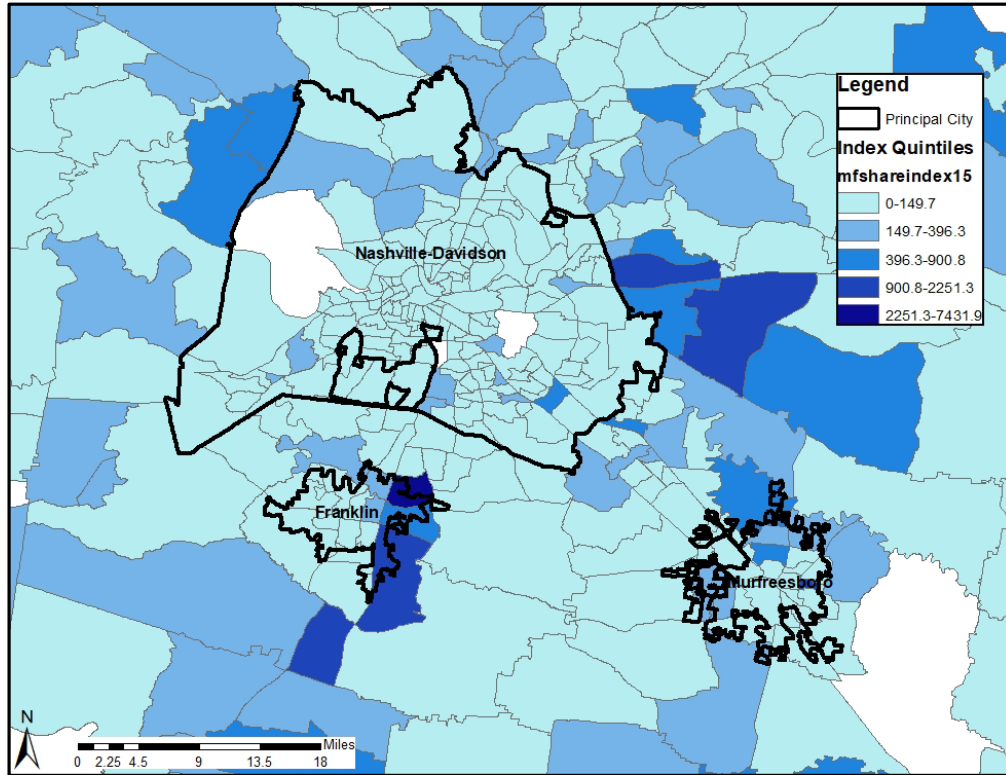 Legend
Principal City
Index Quintiles
mfshareindex15
0-149.7
149.7-396.3
396.3-900.8
900.8-2251.3
2251.3-7431.9
Nashville-Davidson
Franklin
Murfreesboro
N
Miles
0 2.25 4.5 9 13.5 18